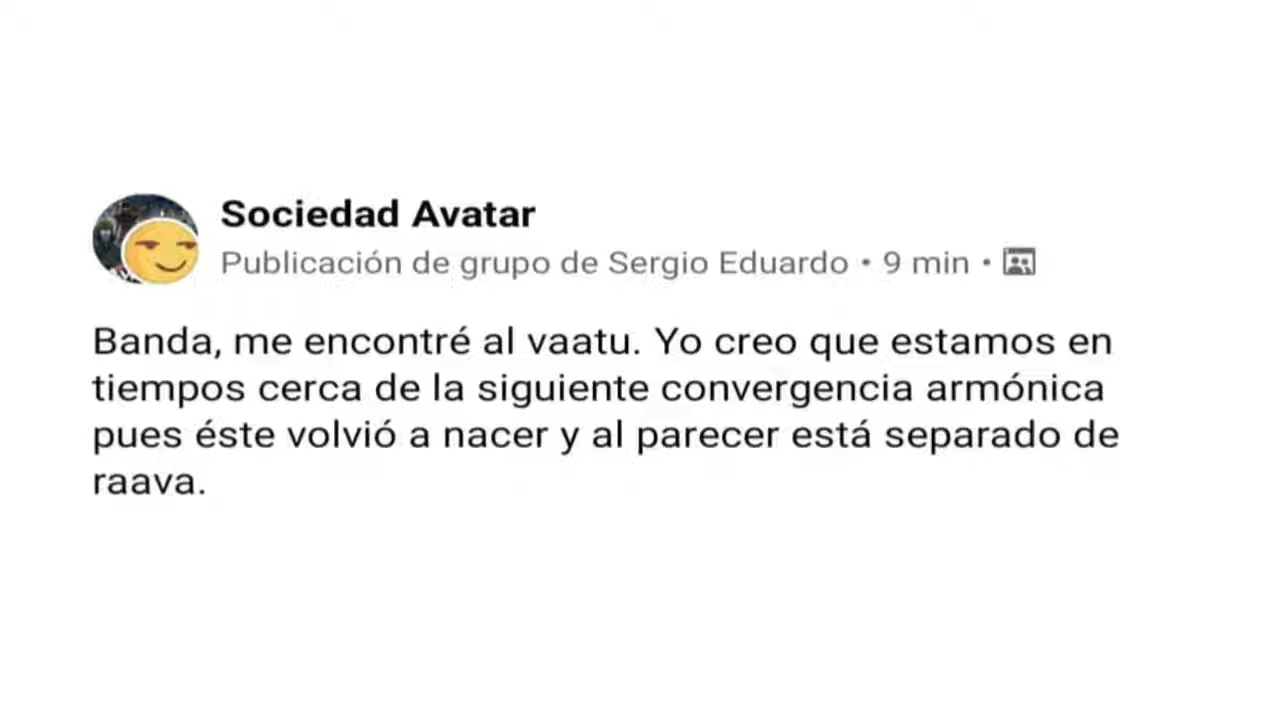 Sociedad Avatar
Publicación de grupo de Sergio Eduardo • 9 min •
Banda, me encontré al vaatu. Yo creo que estamos en
tiempos cerca de la siguiente convergencia armónica
pues éste volvió a nacer y al parecer está separado de
raava.